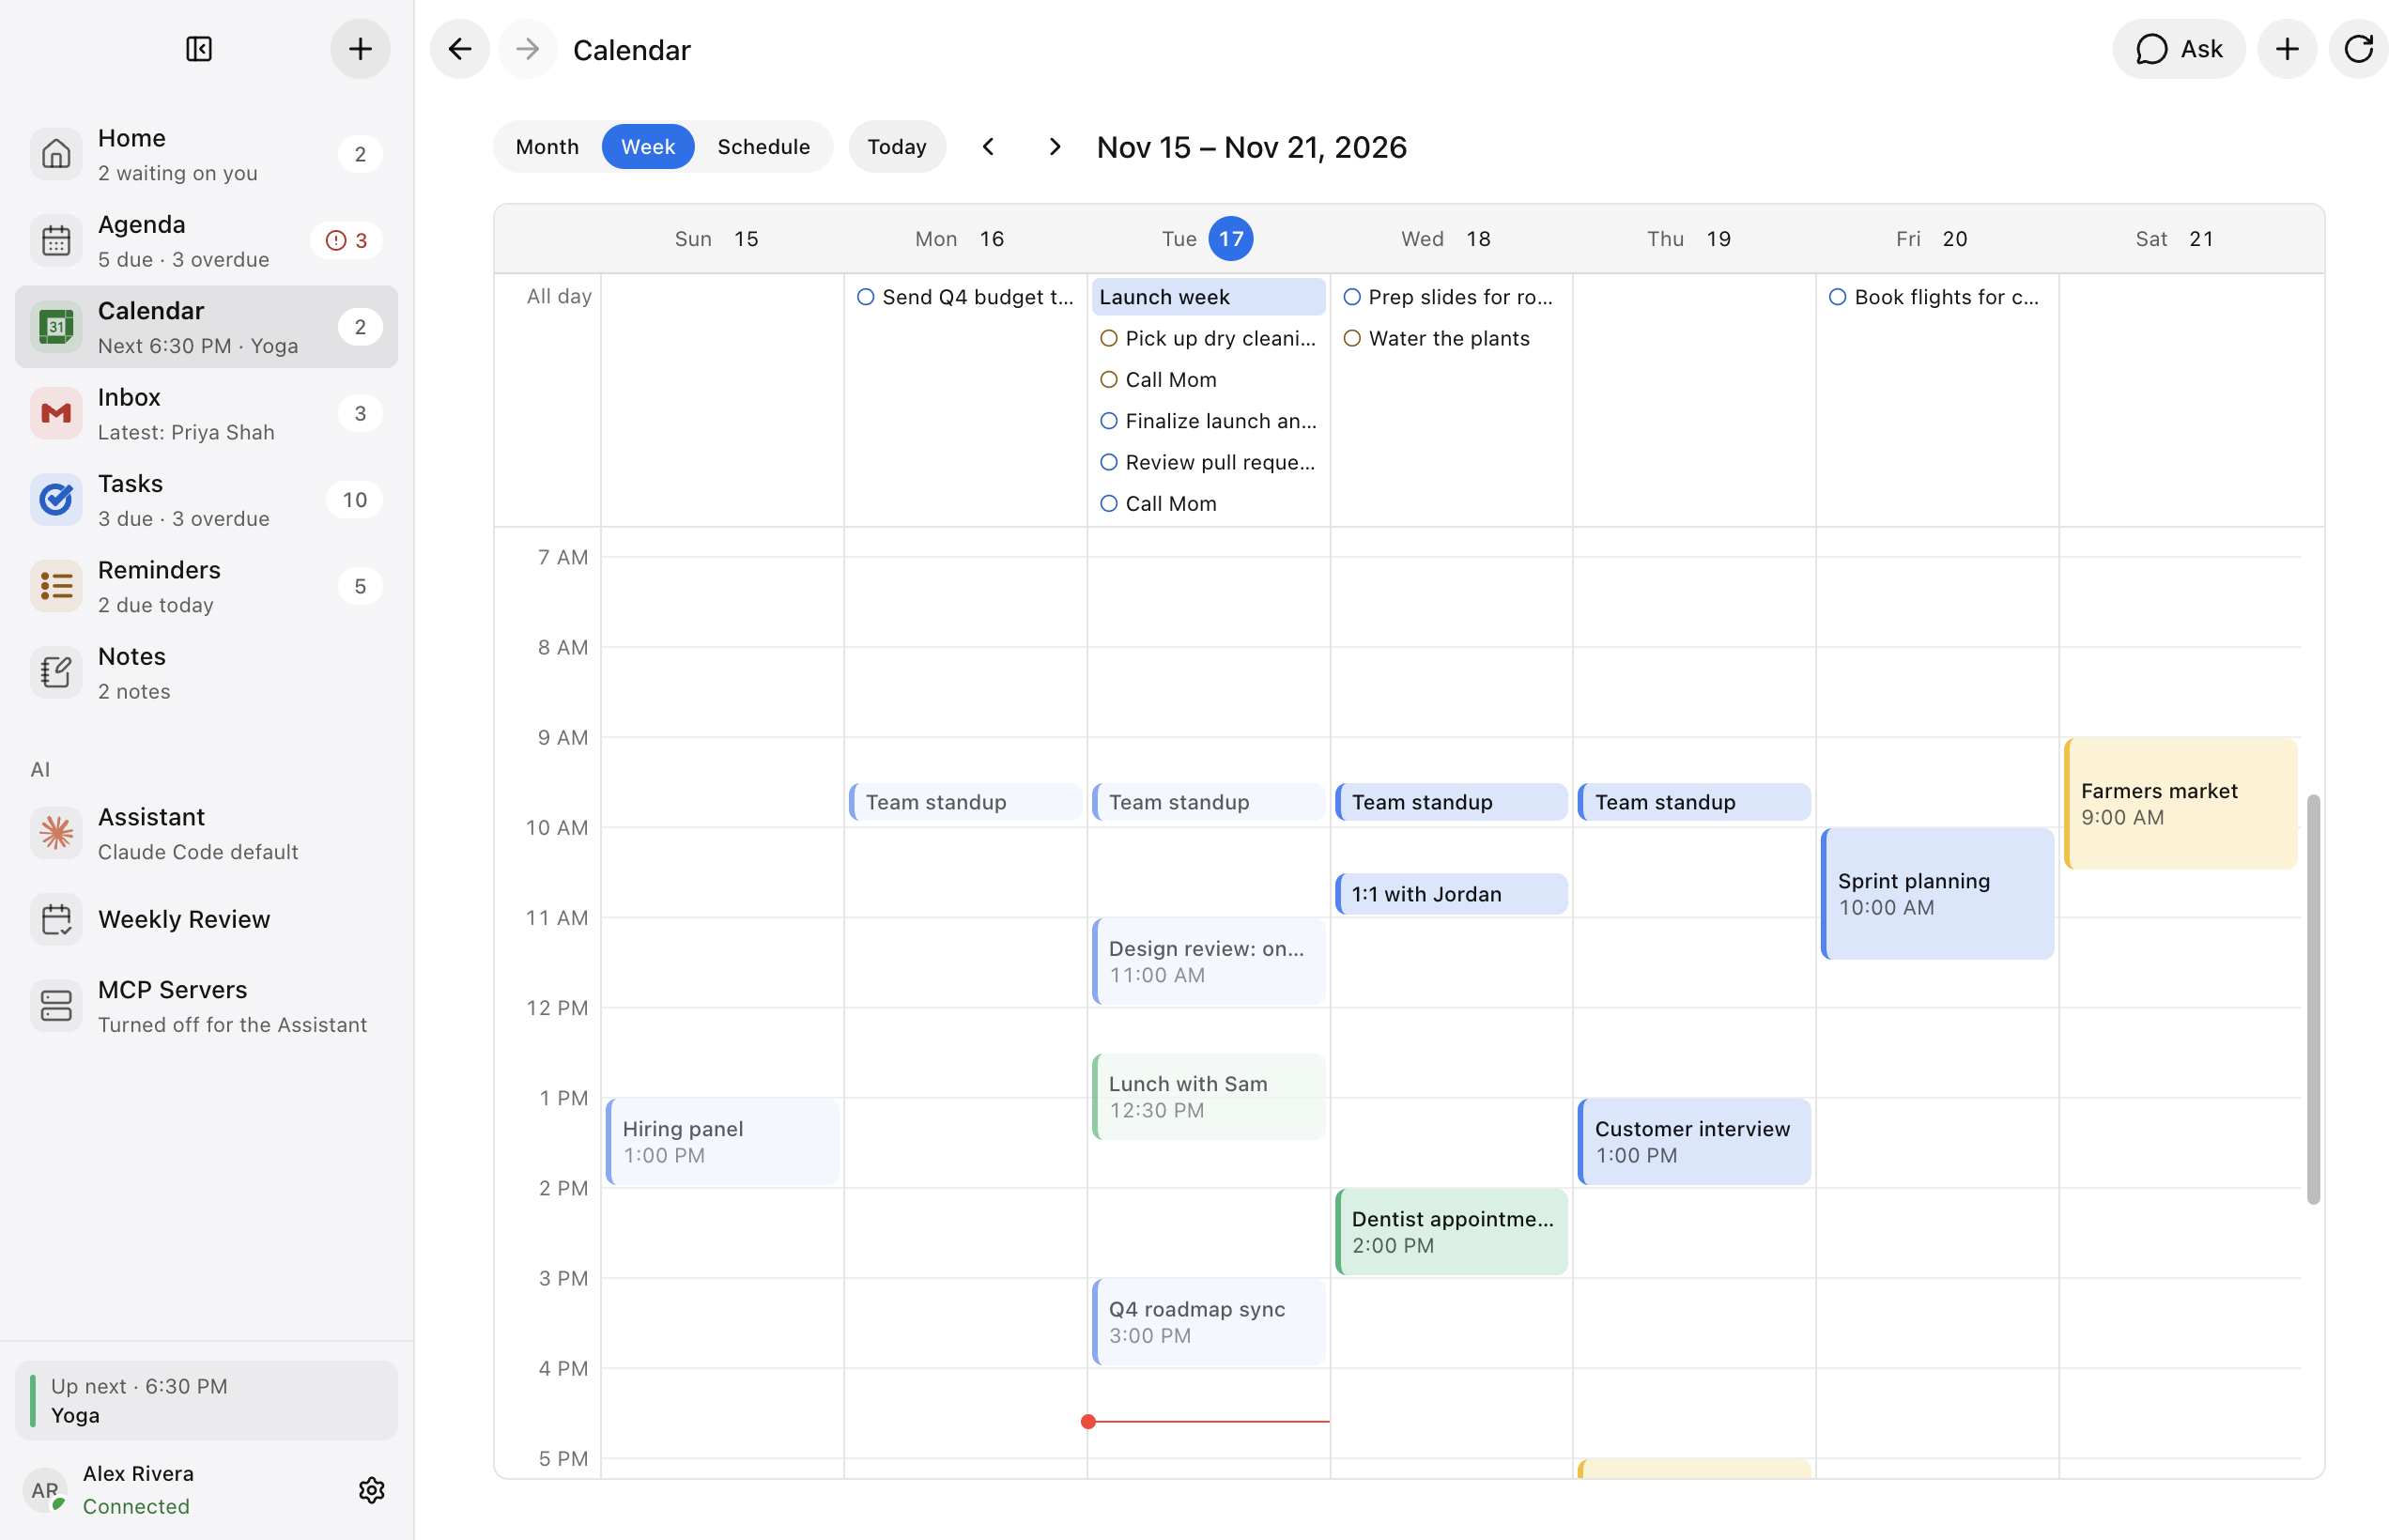 Home
2 waiting on you
2
Agenda
5 due · 3 overdue
3
31
Calendar
Next 6:30 PM · Yoga
2
Inbox
Latest: Priya Shah
3
Tasks
3 due · 3 overdue
10
Reminders
2 due today
5
Notes
2 notes
AI
Assistant
Claude Code default
Weekly Review
MCP Servers
Turned off for the Assistant
Up next · 6:30 PM
Yoga
AR
Alex Rivera
Connected
Calendar
Ask
Month
Week
Schedule
Today
Nov 15 – Nov 21, 2026
Sun 15
Mon 16
Tue 17
Wed 18
Thu 19
Fri 20
Sat 21
All day
Send Q4 budget t...
Launch week
Pick up dry cleani...
Call Mom
Finalize launch an...
Review pull reque...
Call Mom
Prep slides for ro...
Water the plants
Book flights for c...
7 AM
8 AM
9 AM
10 AM
11 AM
12 PM
1 PM
2 PM
3 PM
4 PM
5 PM
Hiring panel
1:00 PM
Team standup
Team standup
Design review: on...
11:00 AM
Lunch with Sam
12:30 PM
Q4 roadmap sync
3:00 PM
Team standup
1:1 with Jordan
Dentist appointme...
2:00 PM
Team standup
Customer interview
1:00 PM
Sprint planning
10:00 AM
Farmers market
9:00 AM